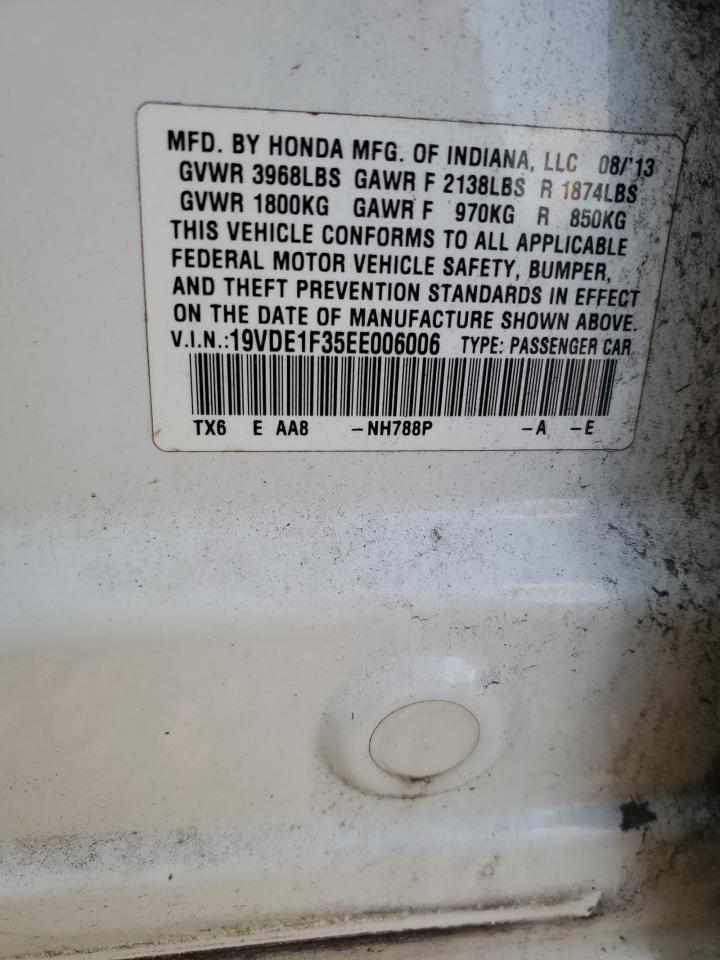 MFD. BY HONDA MFG. OF INDIANA, LLC 08/'13
GVWR 3968LBS GAWR F 2138LBS R 1874LBS
GVWR 1800KG GAWR F 970KG R 850KG
THIS VEHICLE CONFORMS TO ALL APPLICABLE
FEDERAL MOTOR VEHICLE SAFETY, BUMPER,
AND THEFT PREVENTION STANDARDS IN EFFECT
ON THE DATE OF MANUFACTURE SHOWN ABOVE.
V.I.N.:19VDE1F35EE006006 TYPE: PASSENGER CAR
TX6 E AA8 -NH788P -A -E